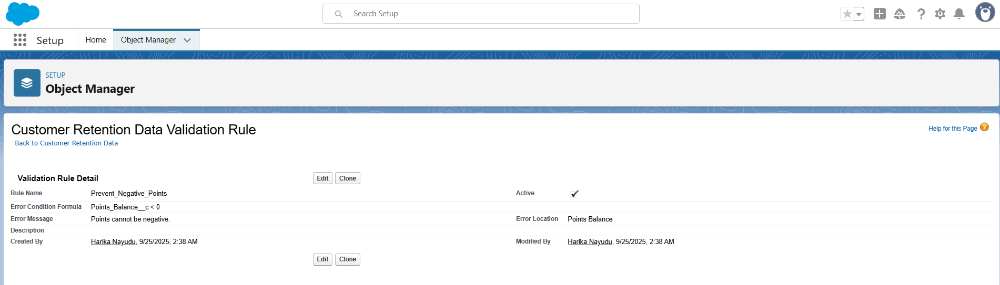 Search Setup
Setup
Home
Object Manager
SETUP
Object Manager
Customer Retention Data Validation Rule
Help for this Page ?
Back to Customer Retention Data
Validation Rule Detail
Edit Clone
Rule Name Prevent_Negative_Points Active
Error Condition Formula Points_Balance__c < 0
Error Message Points cannot be negative. Error Location Points Balance
Description
Created By Harika Nayudu, 9/25/2025, 2:38 AM Modified By Harika Nayudu, 9/25/2025, 2:38 AM
Edit Clone